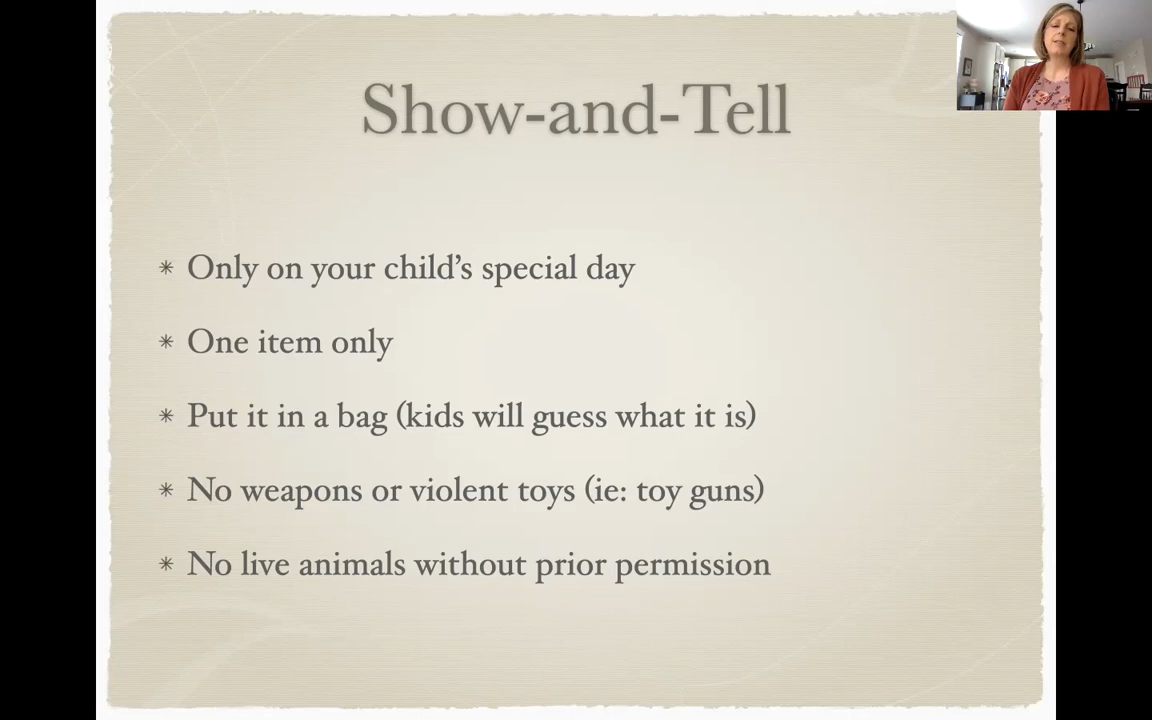 Show-and-Tell
✴ Only on your child’s special day
✴ One item only
✴ Put it in a bag (kids will guess what it is)
✴ No weapons or violent toys (ie: toy guns)
✴ No live animals without prior permission